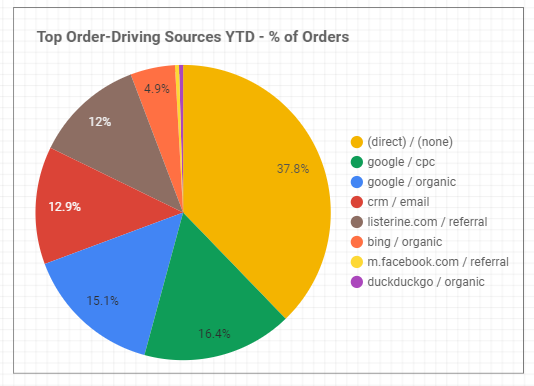 Top Order-Driving Sources YTD - % of Orders
4.9%
12%
37.8%
12.9%
15.1%
16.4%
(direct) / (none)
google / cpc
google / organic
crm / email
listerine.com / referral
bing / organic
m.facebook.com / referral
duckduckgo / organic